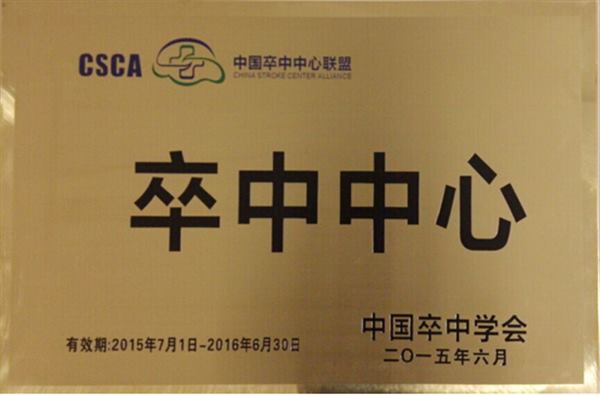 CSCA 中国卒中中心联盟
CHINA STROKE CENTER ALLIANCE
卒中中心
中国卒中学会
有效期:2015年7月1日-2016年6月30日
二〇一五年六月